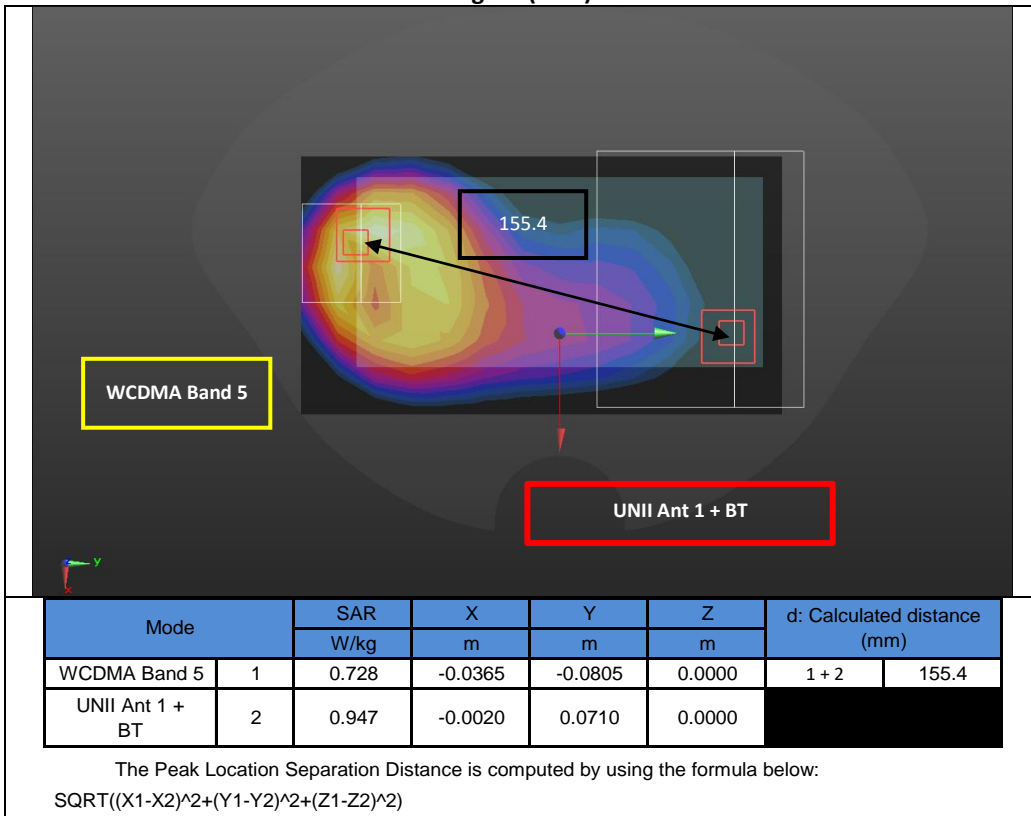 155.4
WCDMA Band 5
UNII Ant 1 + BT
Y
X
Mode SAR X Y Z d: Calculated distance (mm)
W/kg m m m
WCDMA Band 5 1 0.728 -0.0365 -0.0805 0.0000 1 + 2 155.4
UNII Ant 1 + BT 2 0.947 -0.0020 0.0710 0.0000
The Peak Location Separation Distance is computed by using the formula below:
SQRT((X1-X2)^2+(Y1-Y2)^2+(Z1-Z2)^2)